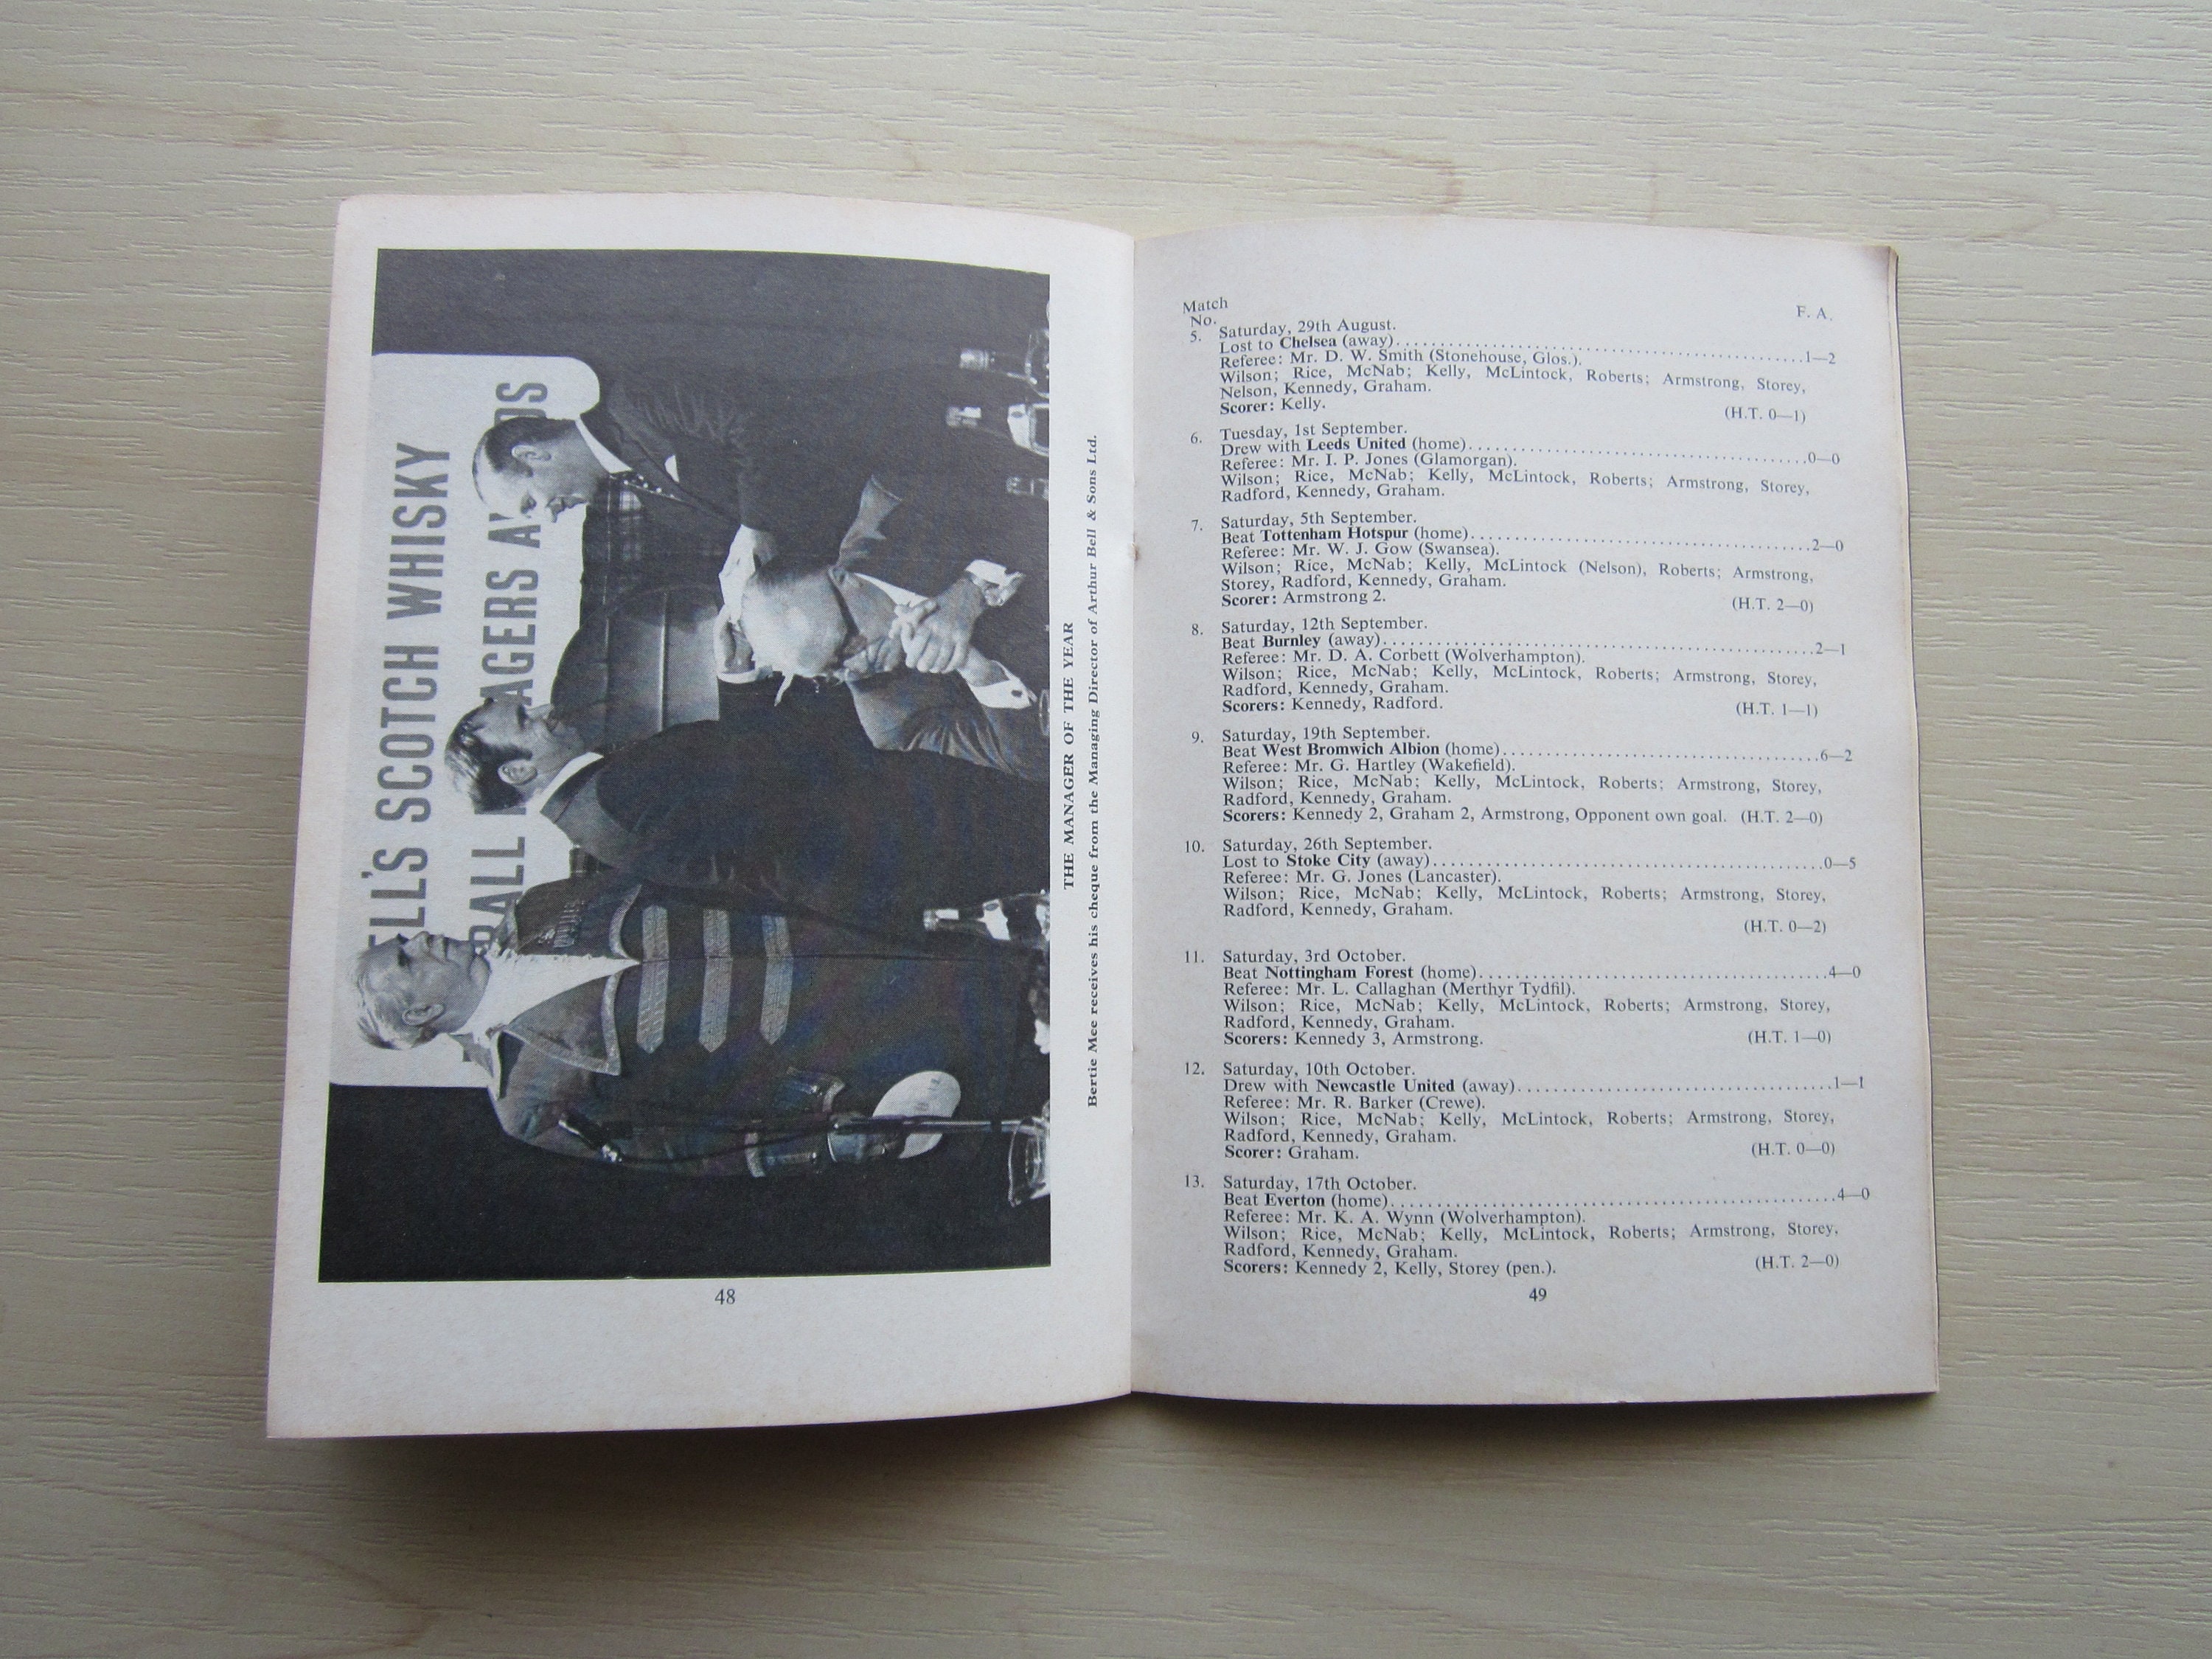 ELL'S SCOTCH WHISKY
BALL AGERS A DS
THE MANAGER OF THE YEAR
Bertie Mee receives his cheque from the Managing Director of Arthur Bell & Sons Ltd.
48
Match
No.
F. A.
5. Saturday, 29th August.
Lost to Chelsea (away)........................................1—2
Referee: Mr. D. W. Smith (Stonehouse, Glos.).
Wilson; Rice, McNab; Kelly, McLintock, Roberts; Armstrong, Storey,
Nelson, Kennedy, Graham.
Scorer: Kelly. (H.T. 0—1)
6. Tuesday, 1st September.
Drew with Leeds United (home)........................................0—0
Referee: Mr. I. P. Jones (Glamorgan).
Wilson; Rice, McNab; Kelly, McLintock, Roberts; Armstrong, Storey,
Radford, Kennedy, Graham.
7. Saturday, 5th September.
Beat Tottenham Hotspur (home)........................................2—0
Referee: Mr. W. J. Gow (Swansea).
Wilson; Rice, McNab; Kelly, McLintock (Nelson), Roberts; Armstrong,
Storey, Radford, Kennedy, Graham.
Scorer: Armstrong 2. (H.T. 2—0)
8. Saturday, 12th September.
Beat Burnley (away)........................................2—1
Referee: Mr. D. A. Corbett (Wolverhampton).
Wilson; Rice, McNab; Kelly, McLintock, Roberts; Armstrong, Storey,
Radford, Kennedy, Graham.
Scorers: Kennedy, Radford. (H.T. 1—1)
9. Saturday, 19th September.
Beat West Bromwich Albion (home)........................................6—2
Referee: Mr. G. Hartley (Wakefield).
Wilson; Rice, McNab; Kelly, McLintock, Roberts; Armstrong, Storey,
Radford, Kennedy, Graham.
Scorers: Kennedy 2, Graham 2, Armstrong, Opponent own goal. (H.T. 2—0)
10. Saturday, 26th September.
Lost to Stoke City (away)........................................0—5
Referee: Mr. G. Jones (Lancaster).
Wilson; Rice, McNab; Kelly, McLintock, Roberts; Armstrong, Storey,
Radford, Kennedy, Graham.
(H.T. 0—2)
11. Saturday, 3rd October.
Beat Nottingham Forest (home)........................................4—0
Referee: Mr. L. Callaghan (Merthyr Tydfil).
Wilson; Rice, McNab; Kelly, McLintock, Roberts; Armstrong, Storey,
Radford, Kennedy, Graham.
Scorers: Kennedy 3, Armstrong. (H.T. 1—0)
12. Saturday, 10th October.
Drew with Newcastle United (away)........................................1—1
Referee: Mr. R. Barker (Crewe).
Wilson; Rice, McNab; Kelly, McLintock, Roberts; Armstrong, Storey,
Radford, Kennedy, Graham.
Scorer: Graham. (H.T. 0—0)
13. Saturday, 17th October.
Beat Everton (home)........................................4—0
Referee: Mr. K. A. Wynn (Wolverhampton).
Wilson; Rice, McNab; Kelly, McLintock, Roberts; Armstrong, Storey,
Radford, Kennedy, Graham.
Scorers: Kennedy 2, Kelly, Storey (pen.). (H.T. 2—0)
49